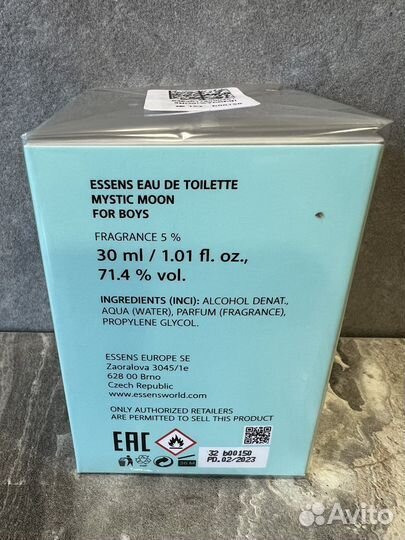 ESSENS EAU DE TOILETTE
MYSTIC MOON
FOR BOYS
FRAGRANCE 5 %
30 ml / 1.01 fl. oz.,
71.4 % vol.
INGREDIENTS (INCI): ALCOHOL DENAT.,
AQUA (WATER), PARFUM (FRAGRANCE),
PROPYLENE GLYCOL.
ESSENS EUROPE SE
Zaoralova 3045/1e
628 00 Brno
Czech Republic
www.essensworld.com
ONLY AUTHORIZED RETAILERS
ARE PERMITTED TO SELL THIS PRODUCT
EAC
36 M
32 b00150
PD.02/2023
Avito